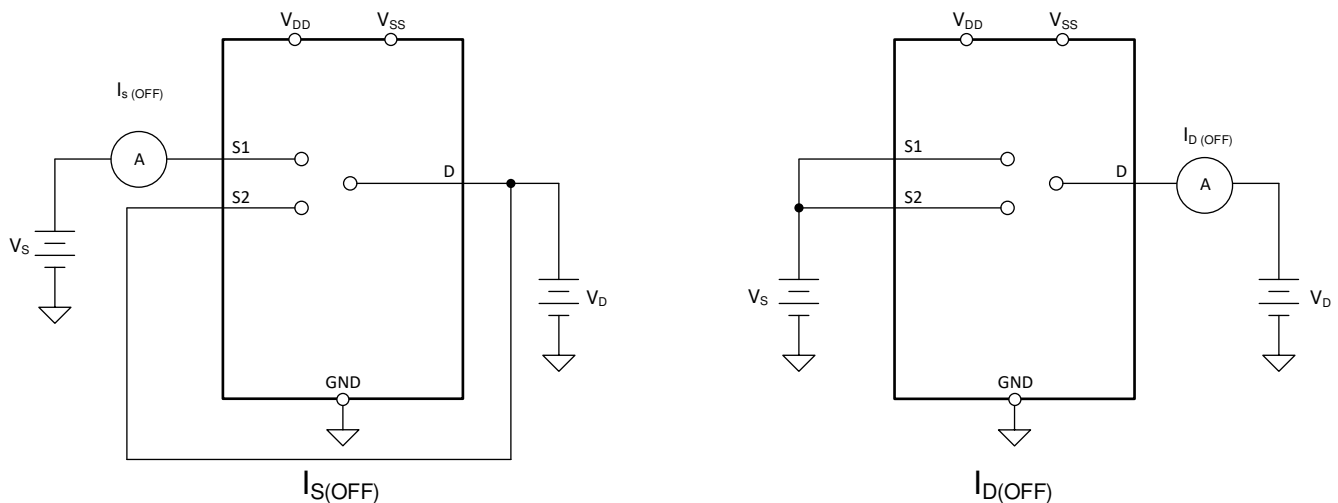 VDD
VSS
Is (OFF)
A
S1
S2
D
VS
VD
GND
IS(OFF)
VDD
VSS
S1
S2
D
ID (OFF)
A
VS
VD
GND
ID(OFF)